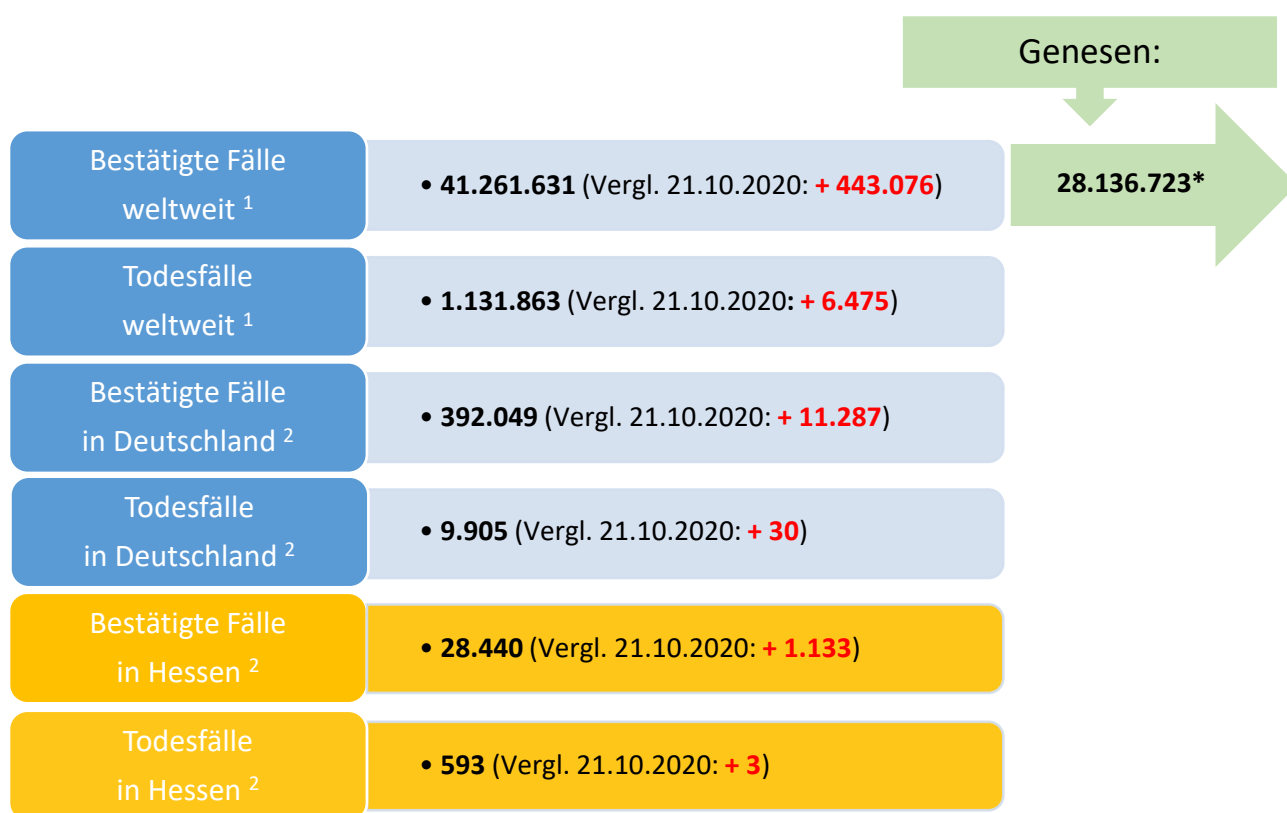 Genesen:
Bestätigte Fälle
weltweit ¹
• 41.261.631 (Vergl. 21.10.2020: + 443.076)
28.136.723*
Todesfälle
weltweit ¹
• 1.131.863 (Vergl. 21.10.2020: + 6.475)
Bestätigte Fälle
in Deutschland ²
• 392.049 (Vergl. 21.10.2020: + 11.287)
Todesfälle
in Deutschland ²
• 9.905 (Vergl. 21.10.2020: + 30)
Bestätigte Fälle
in Hessen ²
• 28.440 (Vergl. 21.10.2020: + 1.133)
Todesfälle
in Hessen ²
• 593 (Vergl. 21.10.2020: + 3)